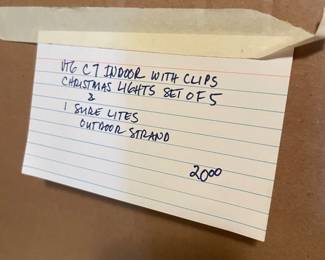 VTG C7 INDOOR WITH CLIPS
CHRISTMAS LIGHTS SET OF 5
&
1 SURE LITES
OUTDOOR STRAND
20⁰⁰